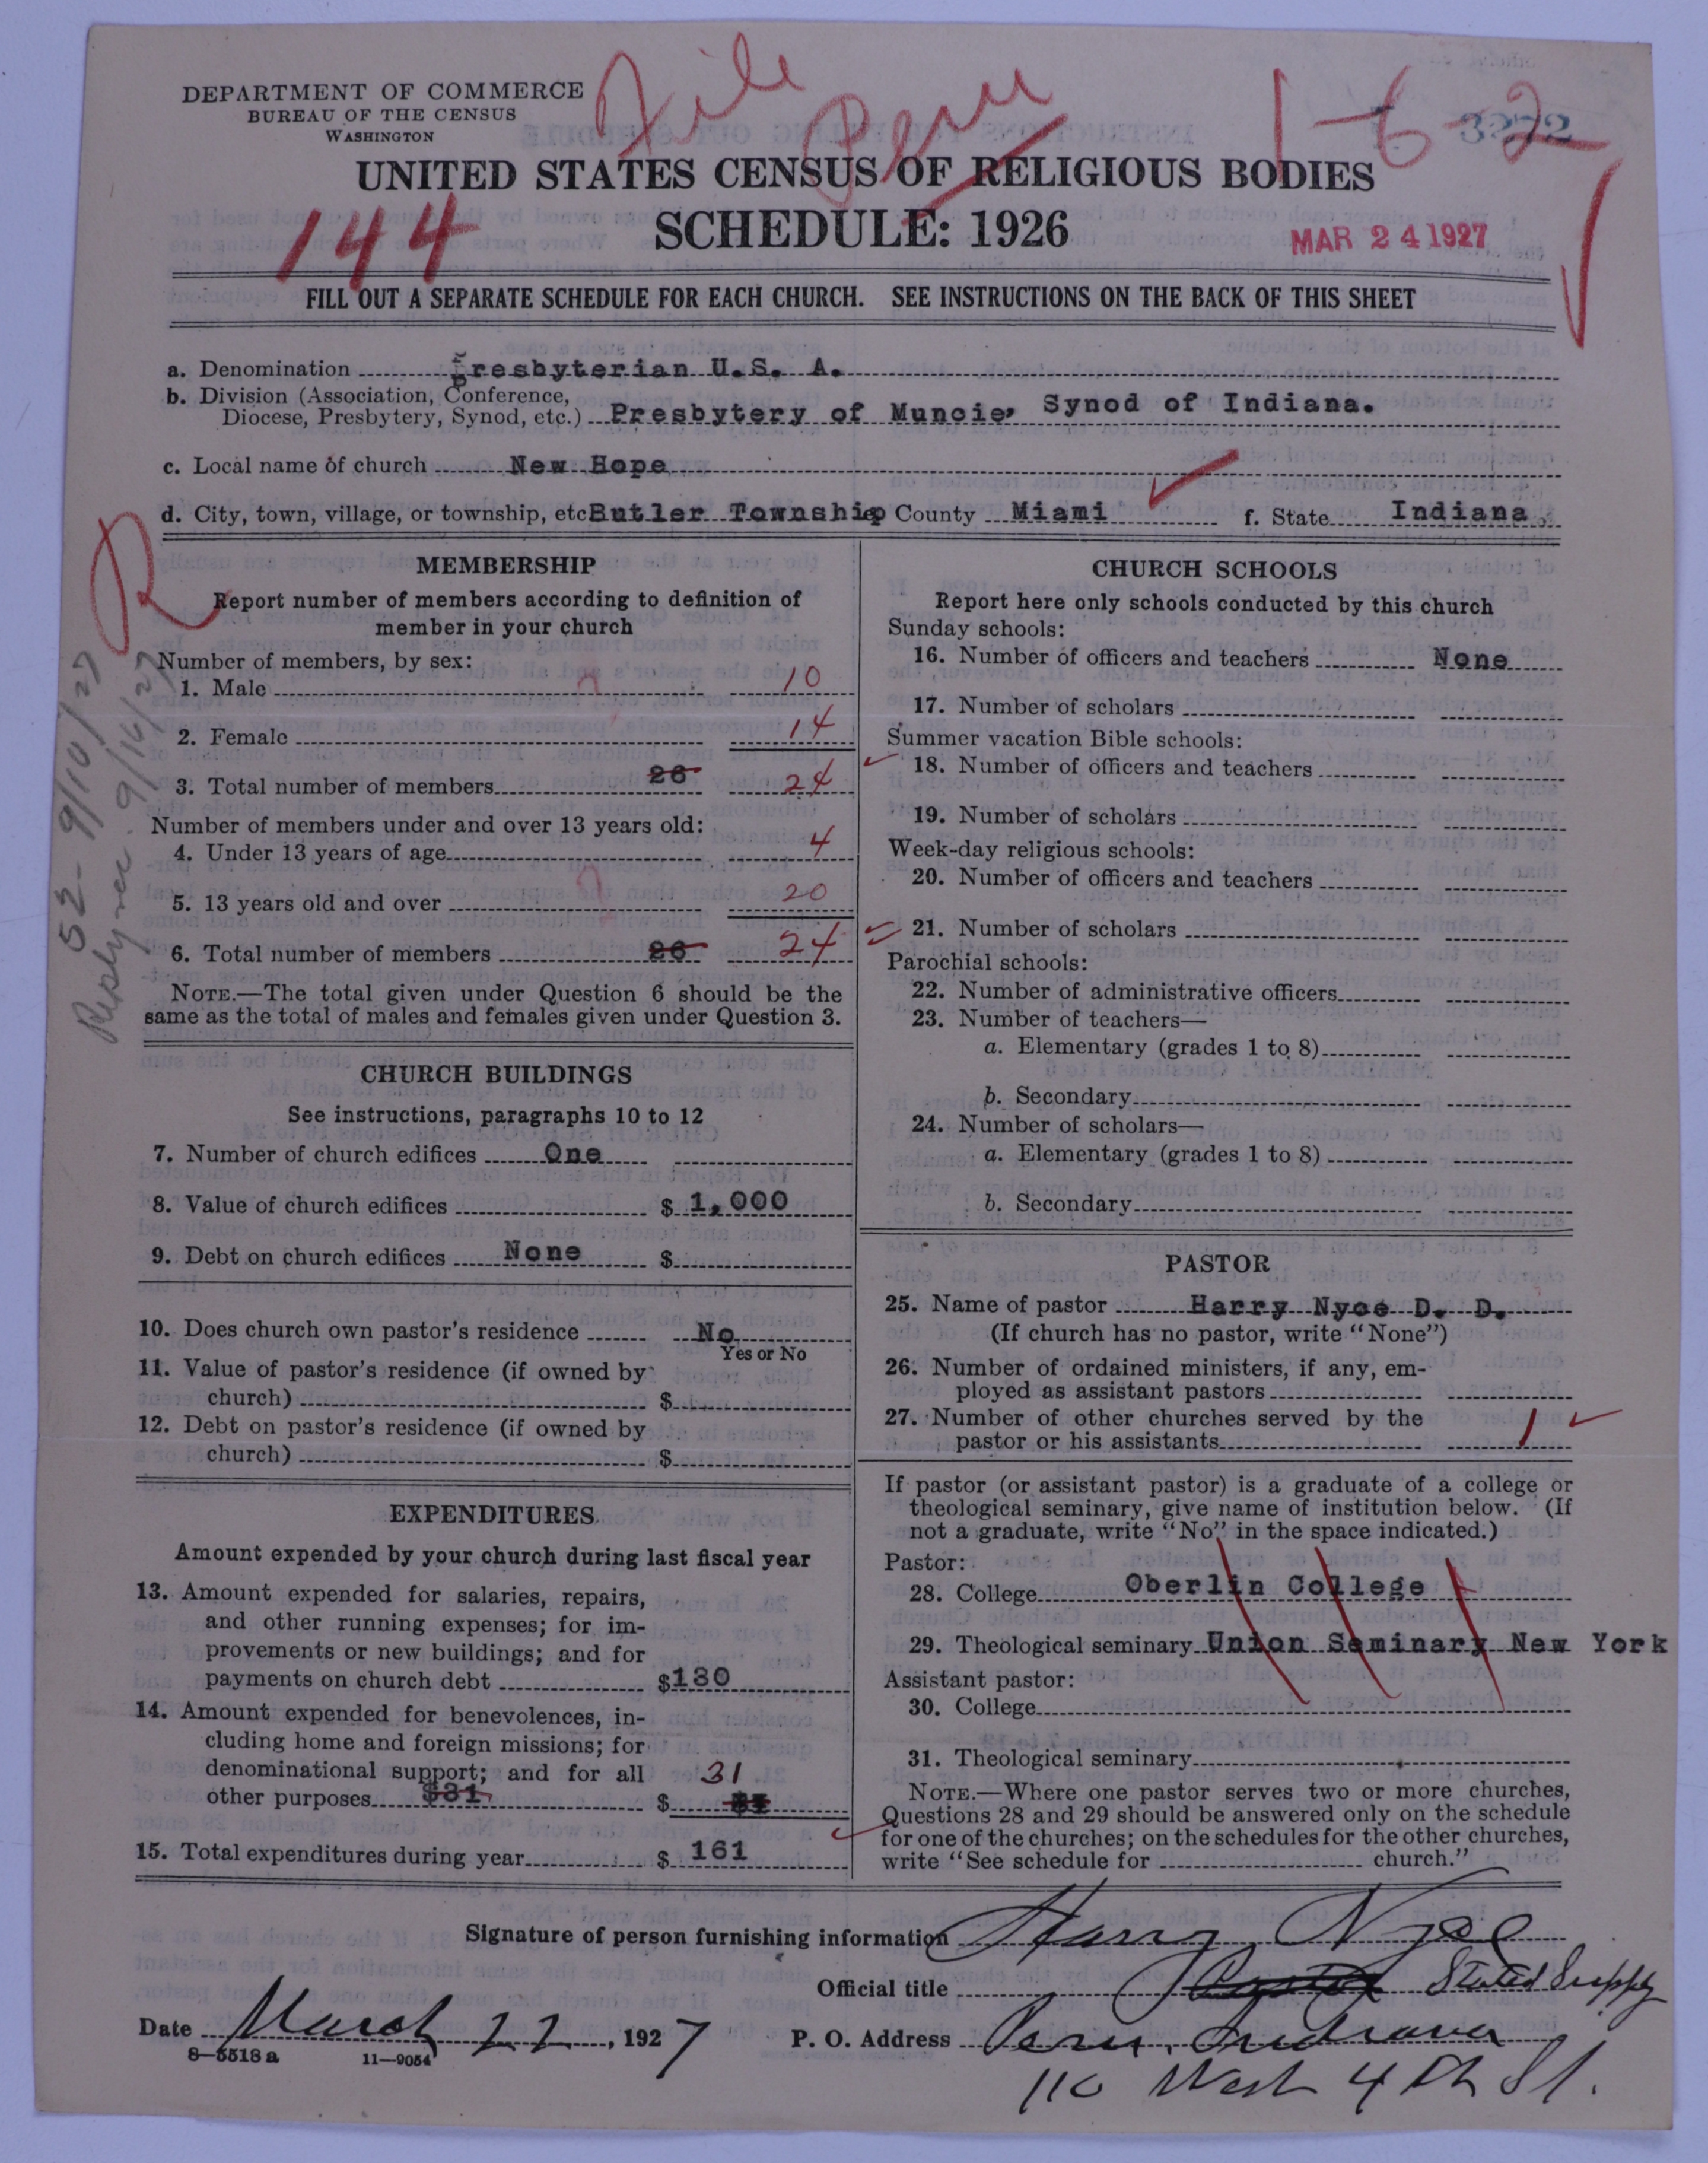 File Peru
1-6-2
3222
DEPARTMENT OF COMMERCE
BUREAU OF THE CENSUS
WASHINGTON
UNITED STATES CENSUS OF RELIGIOUS BODIES
SCHEDULE: 1926
144
MAR 24 1927
FILL OUT A SEPARATE SCHEDULE FOR EACH CHURCH. SEE INSTRUCTIONS ON THE BACK OF THIS SHEET
a. Denomination Presbyterian U.S. A.
b. Division (Association, Conference,
Diocese, Presbytery, Synod, etc.) Presbytery of Muncie, Synod of Indiana.
c. Local name of church New Hope
d. City, town, village, or township, etc. Butler Township e. County Miami f. State Indiana.
R
52- 9/10/27
Reply rec. 9/16/27
MEMBERSHIP
Report number of members according to definition of
member in your church
Number of members, by sex:
1. Male 10
2. Female 14
3. Total number of members 26 24
Number of members under and over 13 years old:
4. Under 13 years of age 4
5. 13 years old and over 20
6. Total number of members 26 24
NOTE.—The total given under Question 6 should be the
same as the total of males and females given under Question 3.
CHURCH BUILDINGS
See instructions, paragraphs 10 to 12
7. Number of church edifices One
8. Value of church edifices $ 1,000
9. Debt on church edifices None $
10. Does church own pastor's residence No
Yes or No
11. Value of pastor's residence (if owned by
church) $
12. Debt on pastor's residence (if owned by
church) $
EXPENDITURES
Amount expended by your church during last fiscal year
13. Amount expended for salaries, repairs,
and other running expenses; for im-
provements or new buildings; and for
payments on church debt $130
14. Amount expended for benevolences, in-
cluding home and foreign missions; for
denominational support; and for all 31
other purposes $31 $
15. Total expenditures during year $ 161
CHURCH SCHOOLS
Report here only schools conducted by this church
Sunday schools:
16. Number of officers and teachers None
17. Number of scholars
Summer vacation Bible schools:
18. Number of officers and teachers
19. Number of scholars
Week-day religious schools:
20. Number of officers and teachers
21. Number of scholars
Parochial schools:
22. Number of administrative officers
23. Number of teachers—
a. Elementary (grades 1 to 8)
b. Secondary
24. Number of scholars—
a. Elementary (grades 1 to 8)
b. Secondary
PASTOR
25. Name of pastor Harry Nyce D. D.
(If church has no pastor, write "None")
26. Number of ordained ministers, if any, em-
ployed as assistant pastors
27. Number of other churches served by the
pastor or his assistants 1
If pastor (or assistant pastor) is a graduate of a college or
theological seminary, give name of institution below. (If
not a graduate, write "No" in the space indicated.)
Pastor:
28. College Oberlin College
29. Theological seminary Union Seminary New York
Assistant pastor:
30. College
31. Theological seminary
NOTE.—Where one pastor serves two or more churches,
Questions 28 and 29 should be answered only on the schedule
for one of the churches; on the schedules for the other churches,
write "See schedule for church."
Signature of person furnishing information Harry Nyce
Official title Pastor Stated Supply
Date March 22, 1927 P. O. Address Peru, Indiana
110 West 4th St.
8-5518a 11-9054